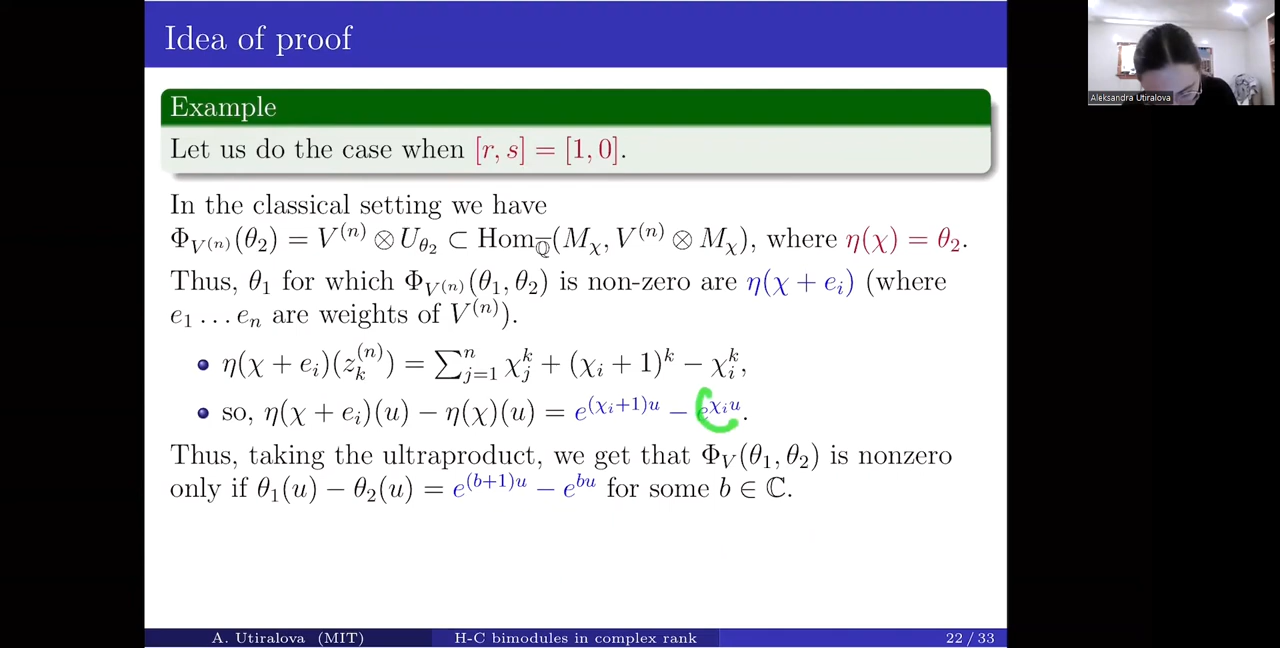 Idea of proof
Aleksandra Utiralova
Example
Let us do the case when [r, s] = [1, 0].
In the classical setting we have
Φ_{V^{(n)}}(θ_2) = V^{(n)} ⊗ U_{θ_2} ⊂ Hom_{\overline{ℚ}}(M_χ, V^{(n)} ⊗ M_χ), where η(χ) = θ_2.
Thus, θ_1 for which Φ_{V^{(n)}}(θ_1, θ_2) is non-zero are η(χ + e_i) (where
e_1 … e_n are weights of V^{(n)}).
η(χ + e_i)(z_k^{(n)}) = ∑_{j=1}^n χ_j^k + (χ_i + 1)^k − χ_i^k,
so, η(χ + e_i)(u) − η(χ)(u) = e^{(χ_i+1)u} − e^{χ_i u}.
Thus, taking the ultraproduct, we get that Φ_V(θ_1, θ_2) is nonzero
only if θ_1(u) − θ_2(u) = e^{(b+1)u} − e^{bu} for some b ∈ ℂ.
A. Utiralova (MIT) H-C bimodules in complex rank 22 / 33